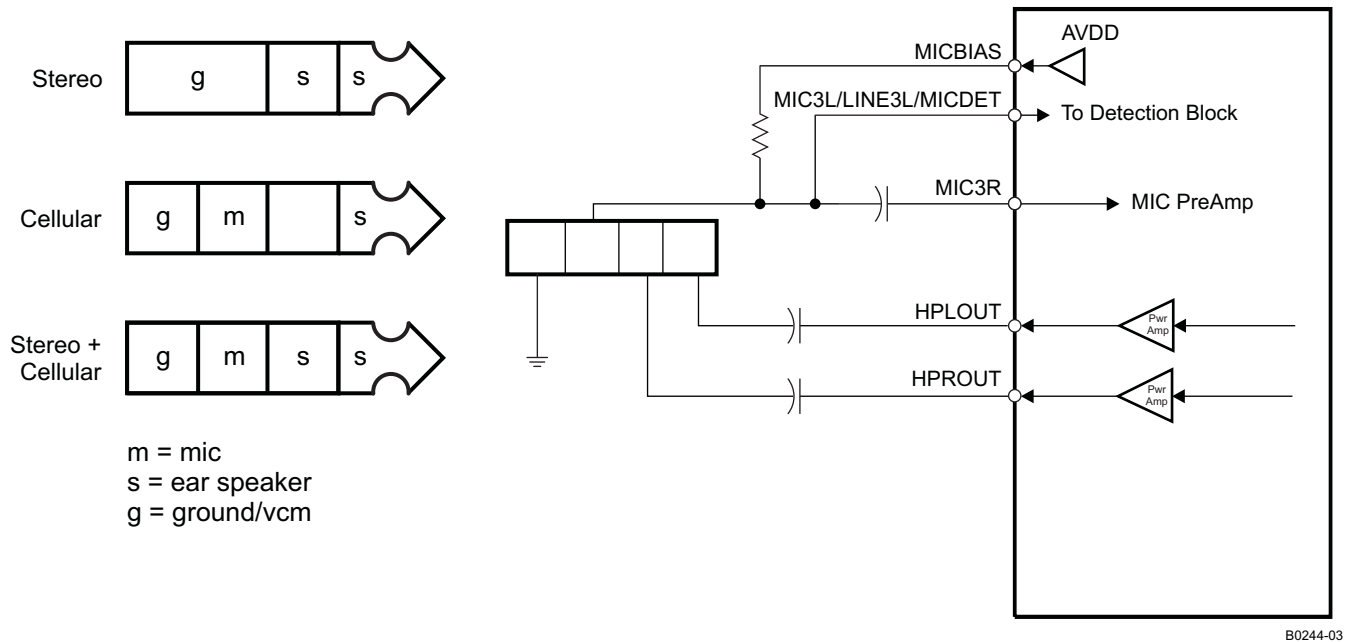 Stereo
g s s
Cellular
g m s
Stereo +
Cellular
g m s s
m = mic
s = ear speaker
g = ground/vcm
AVDD
MICBIAS
MIC3L/LINE3L/MICDET
To Detection Block
MIC3R
MIC PreAmp
HPLOUT
Pwr
Amp
HPROUT
Pwr
Amp
B0244-03